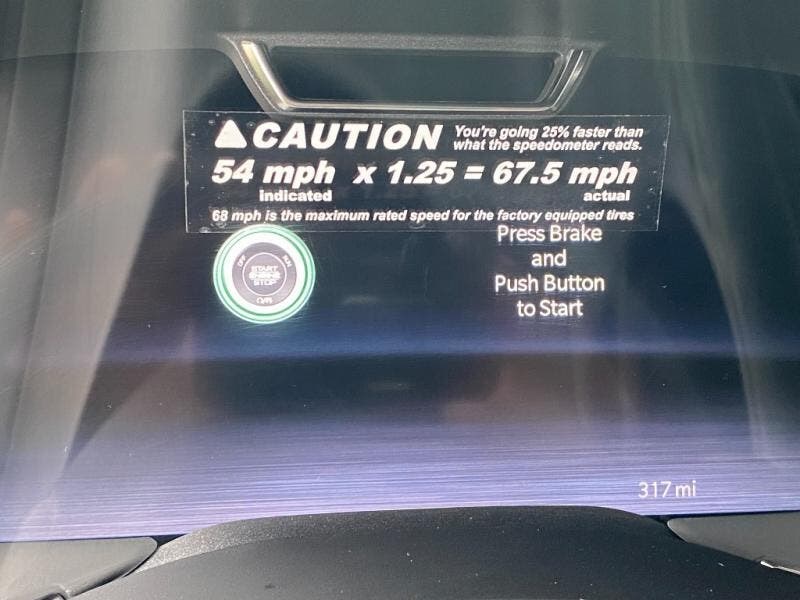 CAUTION
You're going 25% faster than
what the speedometer reads.
54 mph x 1.25 = 67.5 mph
indicated
actual
68 mph is the maximum rated speed for the factory equipped tires
Press Brake
and
Push Button
to Start
OFF
RUN
START
ENGINE
STOP
317 mi